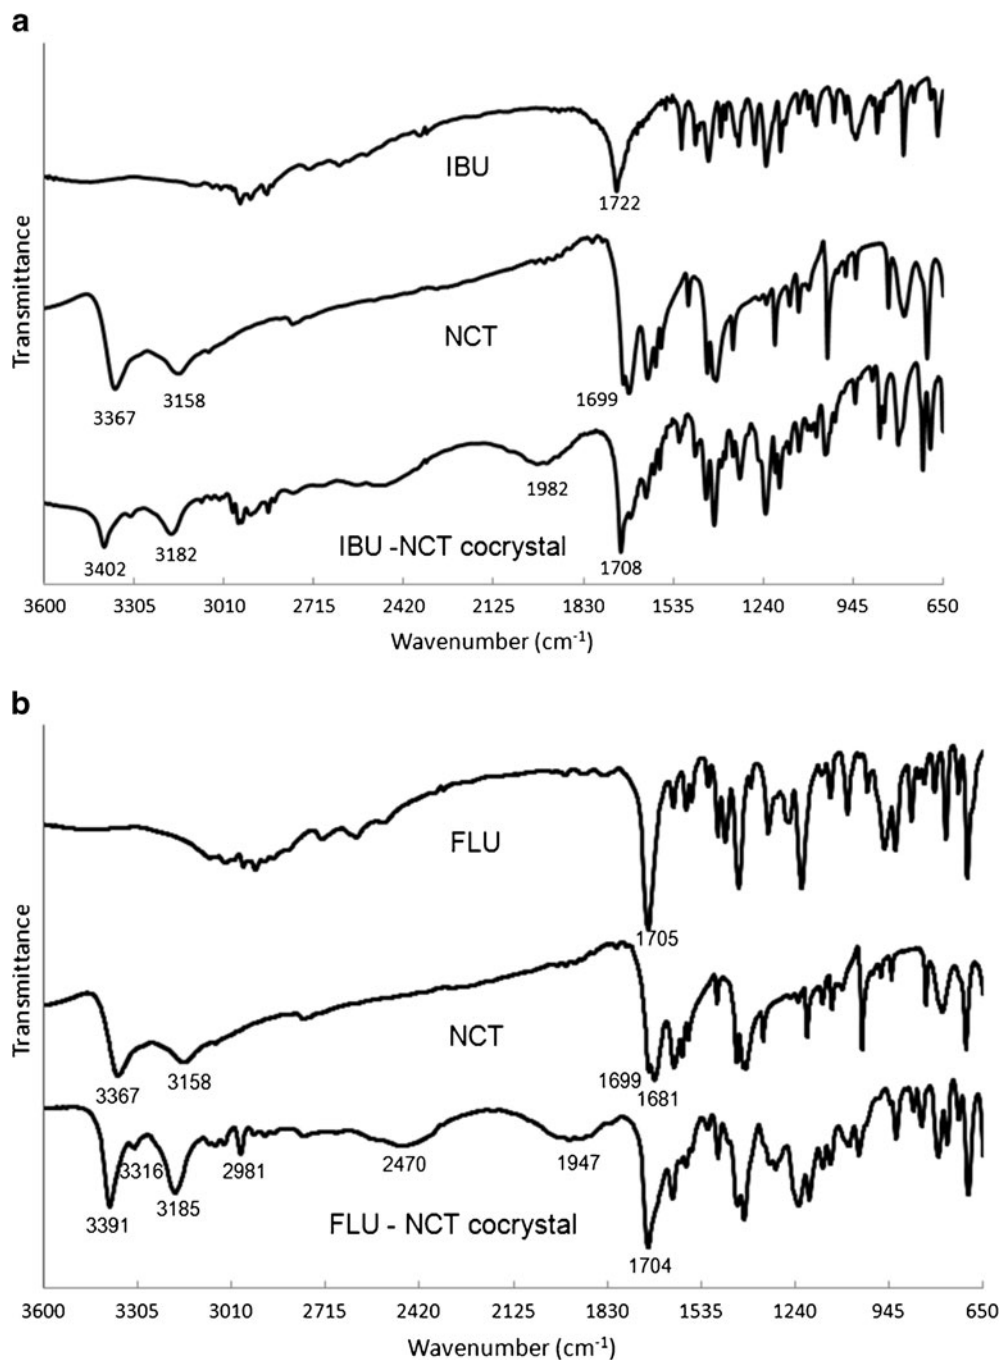 a
Transmittance
IBU
1722
NCT
3367
3158
1699
1982
3402
3182
IBU -NCT cocrystal
1708
3600 3305 3010 2715 2420 2125 1830 1535 1240 945 650
Wavenumber (cm-1)
b
Transmittance
FLU
1705
NCT
3367
3158
1699
1681
3391
3316
3185
2981
2470
1947
FLU - NCT cocrystal
1704
3600 3305 3010 2715 2420 2125 1830 1535 1240 945 650
Wavenumber (cm-1)